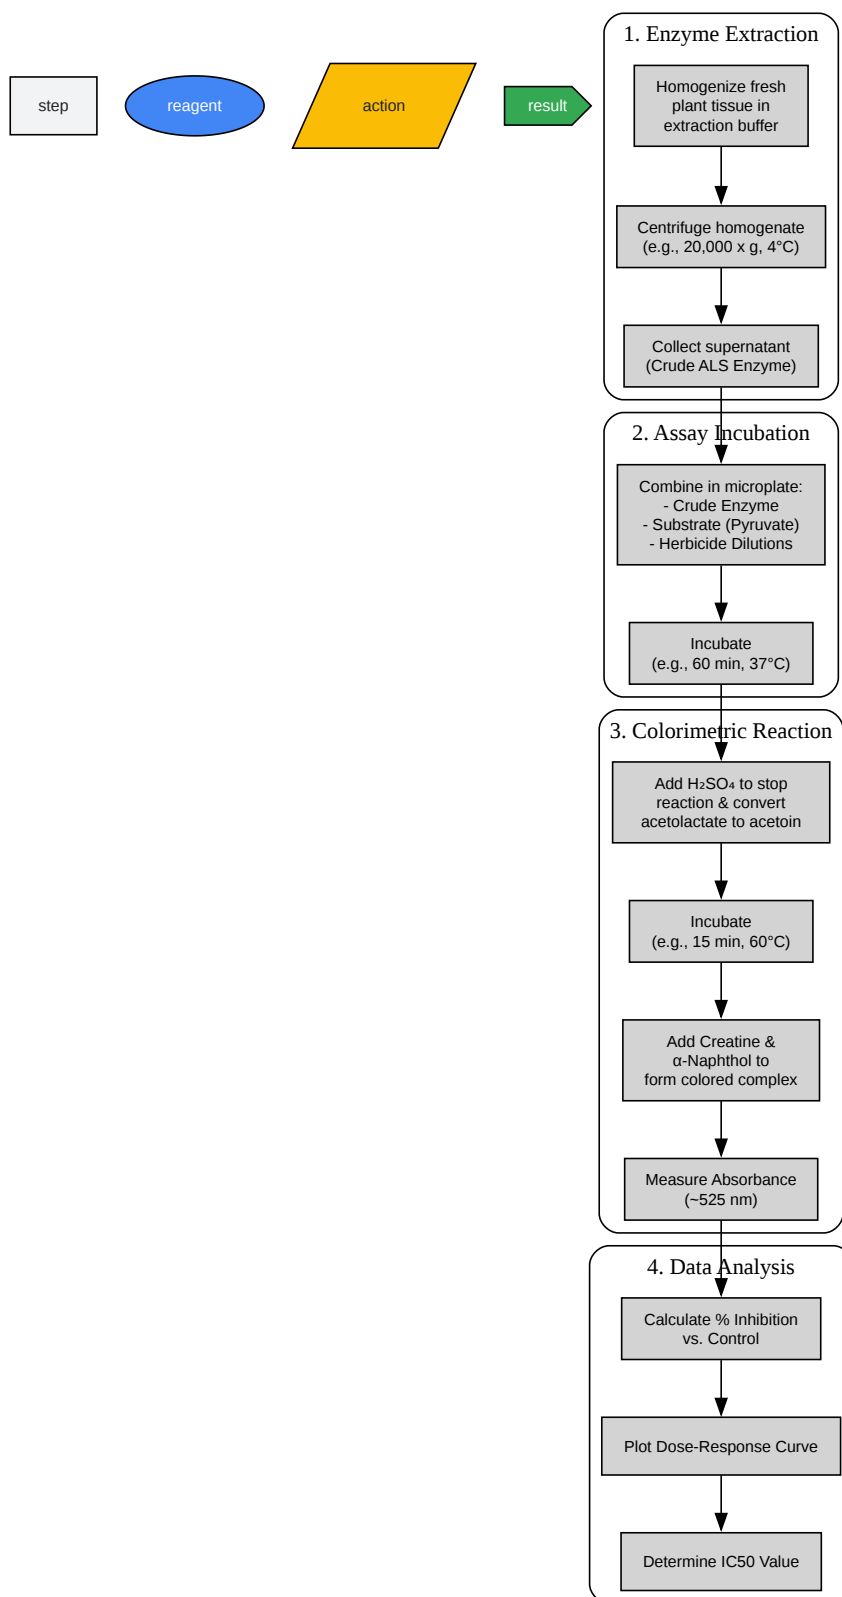 step
reagent
action
result
1. Enzyme Extraction
Homogenize fresh
plant tissue in
extraction buffer
Centrifuge homogenate
(e.g., 20,000 x g, 4°C)
Collect supernatant
(Crude ALS Enzyme)
2. Assay Incubation
Combine in microplate:
- Crude Enzyme
- Substrate (Pyruvate)
- Herbicide Dilutions
Incubate
(e.g., 60 min, 37°C)
3. Colorimetric Reaction
Add H₂SO₄ to stop
reaction & convert
acetolactate to acetoin
Incubate
(e.g., 15 min, 60°C)
Add Creatine &
α-Naphthol to
form colored complex
Measure Absorbance
(~525 nm)
4. Data Analysis
Calculate % Inhibition
vs. Control
Plot Dose-Response Curve
Determine IC50 Value